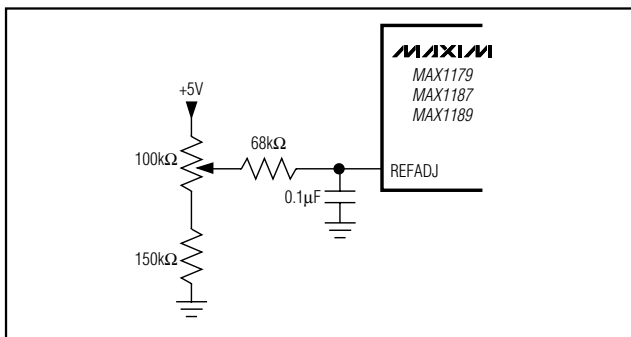 MAXIM
MAX1179
MAX1187
MAX1189
+5V
68kΩ
100kΩ
REFADJ
0.1µF
150kΩ